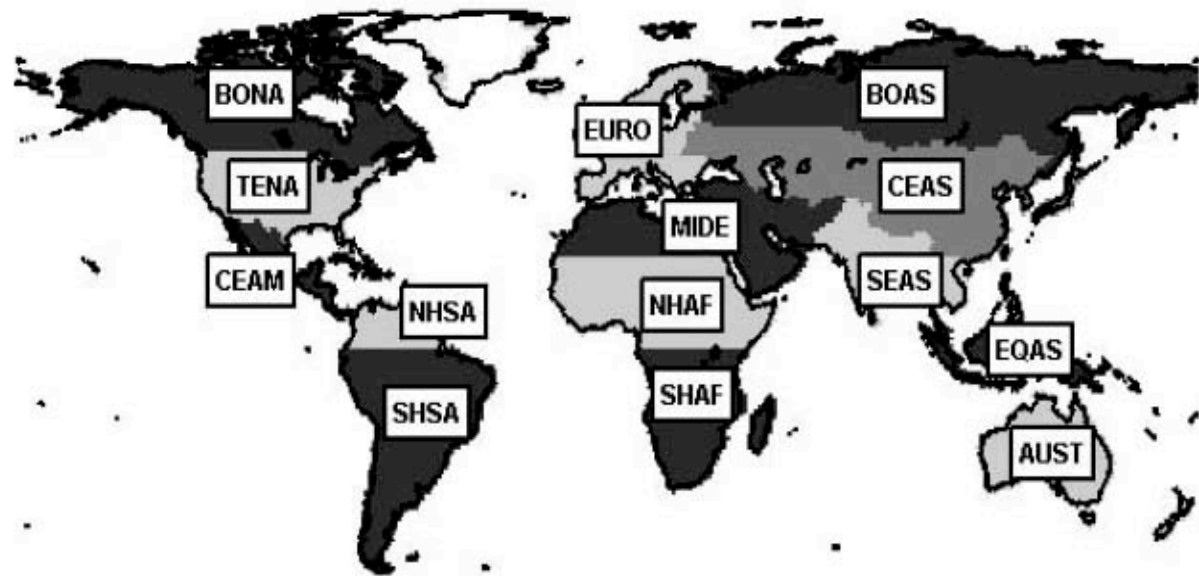 BONA
BOAS
EURO
TENA
CEAS
MIDE
CEAM
SEAS
NHSA
NHAF
EQAS
SHAF
SHSA
AUST